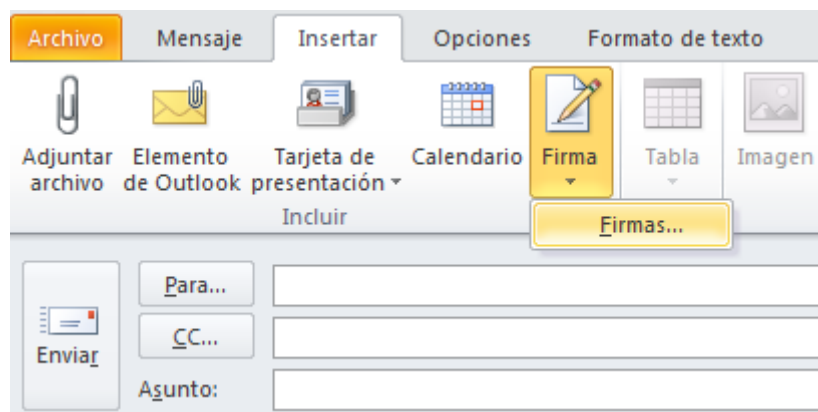 Archivo Mensaje Insertar Opciones Formato de texto
Adjuntar archivo
Elemento de Outlook
Tarjeta de presentación
Calendario
Firma
Tabla
Imagen
Incluir
Firmas...
Para...
CC...
Enviar
Asunto: